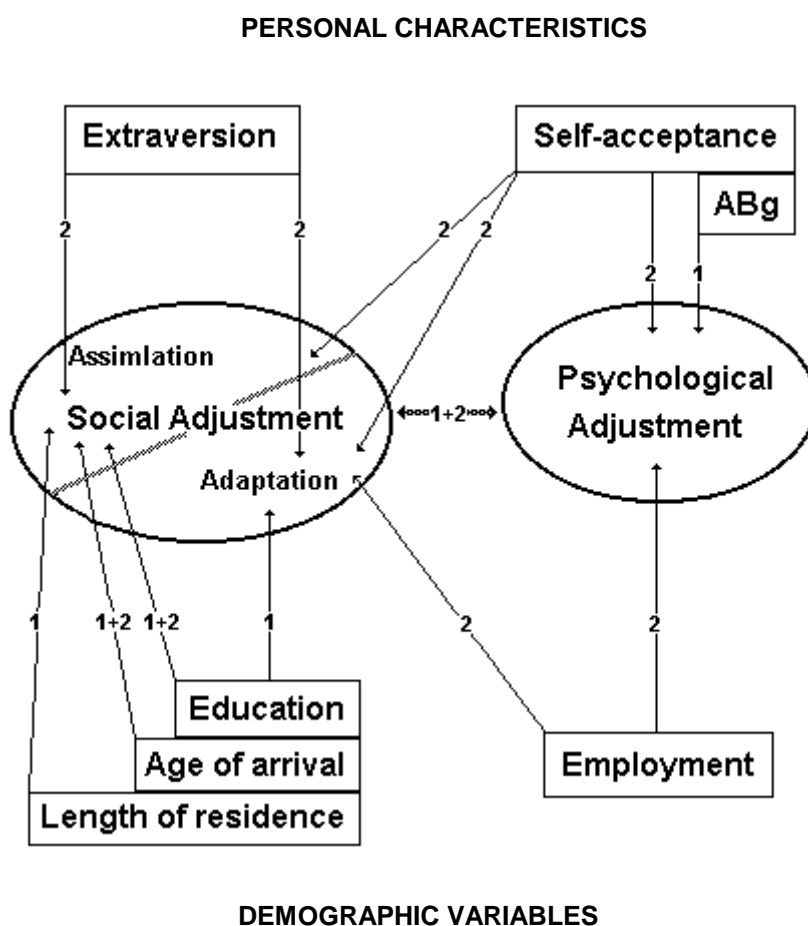 PERSONAL CHARACTERISTICS
Extraversion
Self-acceptance
ABg
2
2
2
2
2
1
Assimlation
Social Adjustment
Adaptation
1+2
Psychological
Adjustment
1
1+2
1+2
1
2
2
Education
Age of arrival
Length of residence
Employment
DEMOGRAPHIC VARIABLES